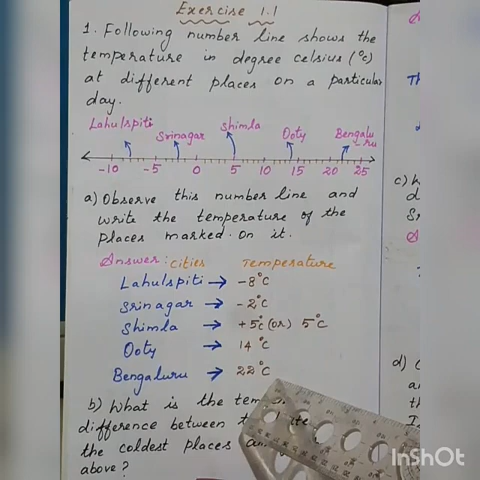 Exercise 1.1
1. Following number line shows the
temperature in degree celsius (°c)
at different places on a particular
day.
Lahulspiti Srinagar Shimla Ooty Bengalu
-ru
-10 -5 0 5 10 15 20 25
a) Observe this number line and
write the temperature of the
places marked on it.
Answer: Cities Temperature
Lahulspiti → -8°C
Srinagar → -2°C
Shimla → +5°C (or) 5°C
Ooty → 14°C
Bengaluru → 22°C
b) What is the
difference between
the coldest places
above?
c)
d)
InShOt